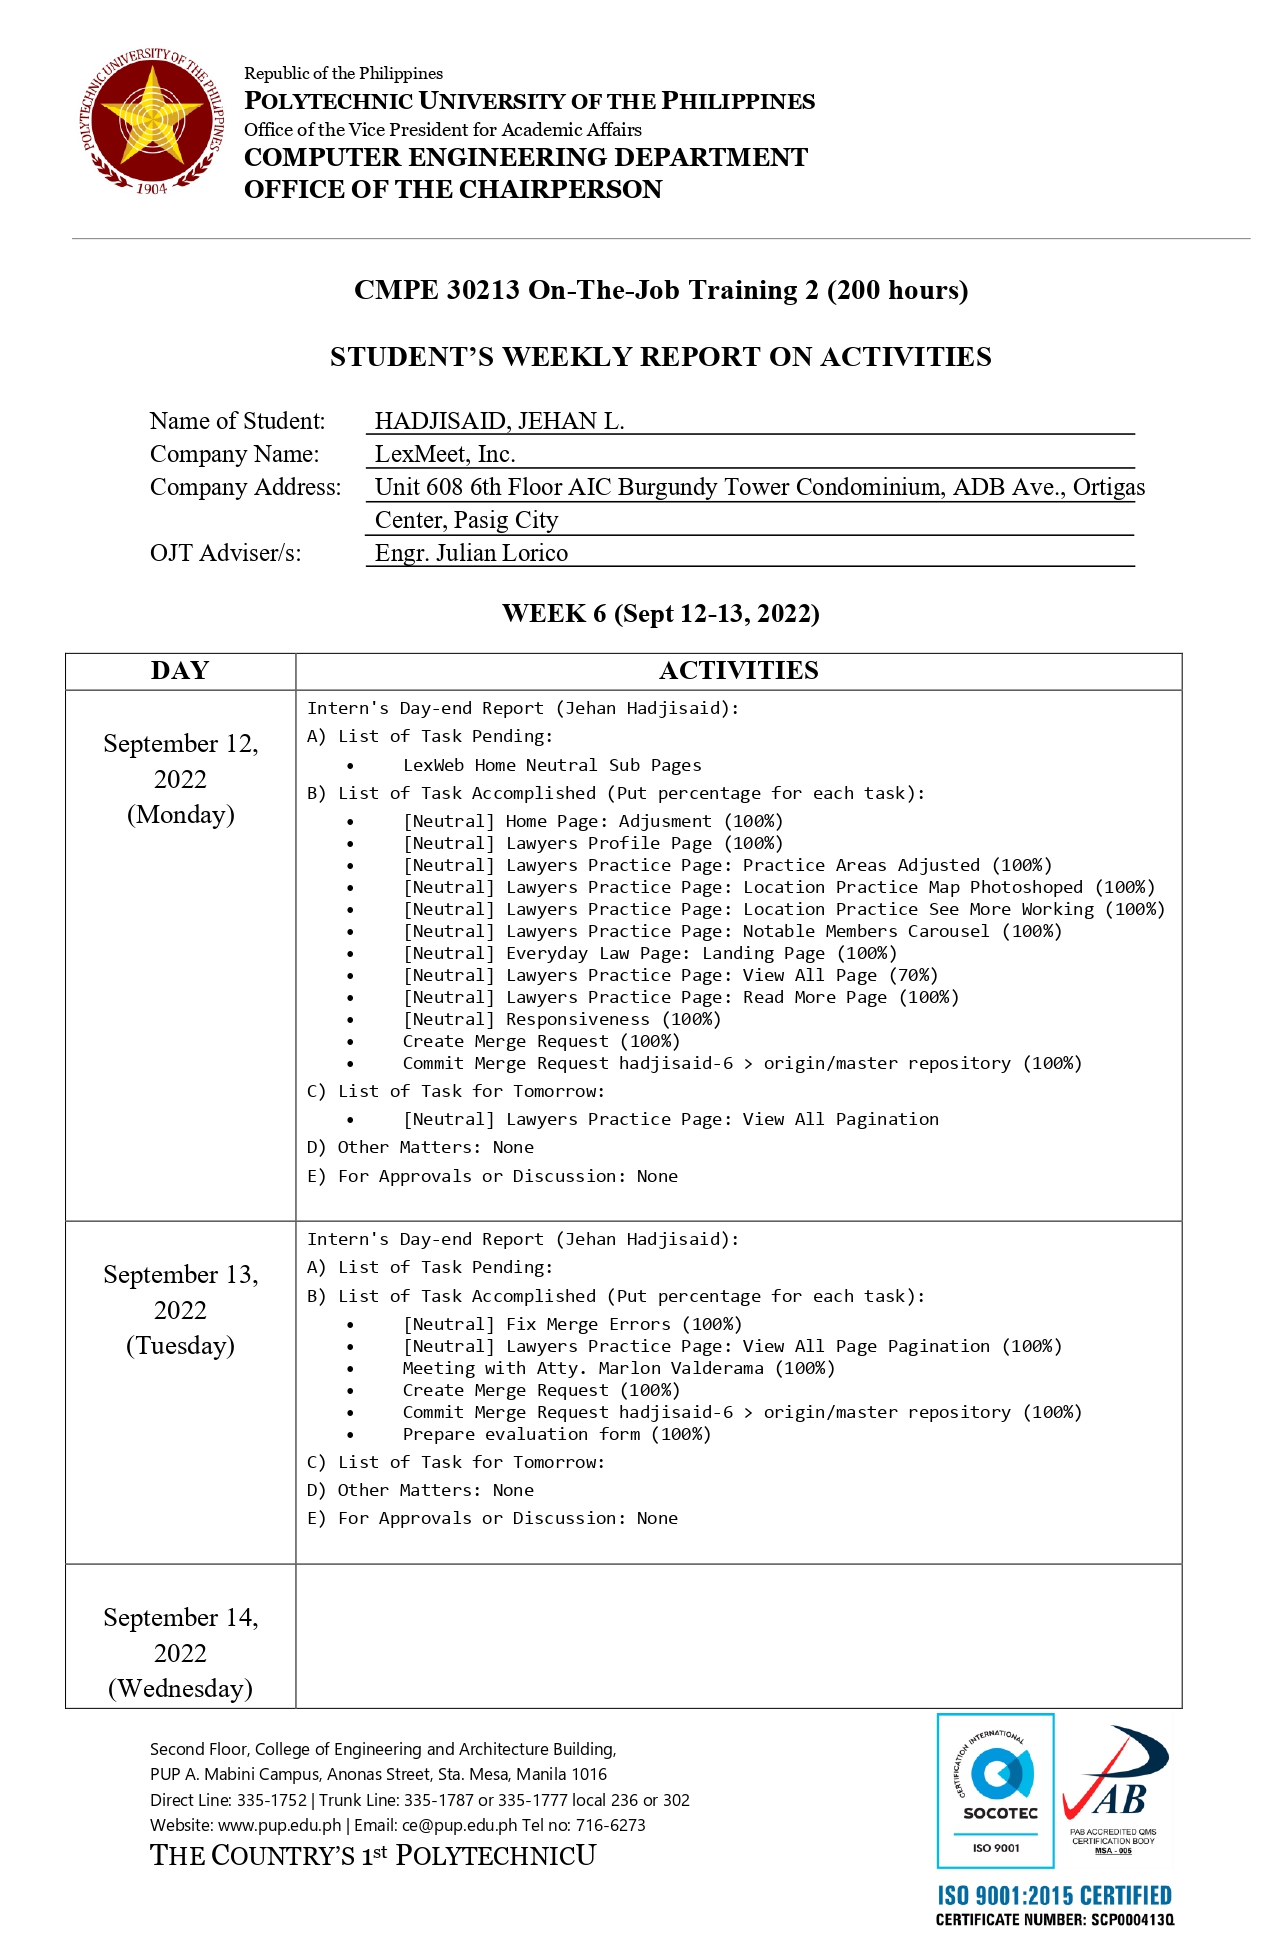 POLYTECHNIC UNIVERSITY OF THE PHILIPPINES
1904
Republic of the Philippines
POLYTECHNIC UNIVERSITY OF THE PHILIPPINES
Office of the Vice President for Academic Affairs
COMPUTER ENGINEERING DEPARTMENT
OFFICE OF THE CHAIRPERSON
CMPE 30213 On-The-Job Training 2 (200 hours)
STUDENT’S WEEKLY REPORT ON ACTIVITIES
Name of Student: HADJISAID, JEHAN L.
Company Name: LexMeet, Inc.
Company Address: Unit 608 6th Floor AIC Burgundy Tower Condominium, ADB Ave., Ortigas
Center, Pasig City
OJT Adviser/s: Engr. Julian Lorico
WEEK 6 (Sept 12-13, 2022)
DAY ACTIVITIES
September 12,
2022
(Monday)
Intern's Day-end Report (Jehan Hadjisaid):
A) List of Task Pending:
• LexWeb Home Neutral Sub Pages
B) List of Task Accomplished (Put percentage for each task):
• [Neutral] Home Page: Adjusment (100%)
• [Neutral] Lawyers Profile Page (100%)
• [Neutral] Lawyers Practice Page: Practice Areas Adjusted (100%)
• [Neutral] Lawyers Practice Page: Location Practice Map Photoshoped (100%)
• [Neutral] Lawyers Practice Page: Location Practice See More Working (100%)
• [Neutral] Lawyers Practice Page: Notable Members Carousel (100%)
• [Neutral] Everyday Law Page: Landing Page (100%)
• [Neutral] Lawyers Practice Page: View All Page (70%)
• [Neutral] Lawyers Practice Page: Read More Page (100%)
• [Neutral] Responsiveness (100%)
• Create Merge Request (100%)
• Commit Merge Request hadjisaid-6 > origin/master repository (100%)
C) List of Task for Tomorrow:
• [Neutral] Lawyers Practice Page: View All Pagination
D) Other Matters: None
E) For Approvals or Discussion: None
September 13,
2022
(Tuesday)
Intern's Day-end Report (Jehan Hadjisaid):
A) List of Task Pending:
B) List of Task Accomplished (Put percentage for each task):
• [Neutral] Fix Merge Errors (100%)
• [Neutral] Lawyers Practice Page: View All Page Pagination (100%)
• Meeting with Atty. Marlon Valderama (100%)
• Create Merge Request (100%)
• Commit Merge Request hadjisaid-6 > origin/master repository (100%)
• Prepare evaluation form (100%)
C) List of Task for Tomorrow:
D) Other Matters: None
E) For Approvals or Discussion: None
September 14,
2022
(Wednesday)
Second Floor, College of Engineering and Architecture Building,
PUP A. Mabini Campus, Anonas Street, Sta. Mesa, Manila 1016
Direct Line: 335-1752 | Trunk Line: 335-1787 or 335-1777 local 236 or 302
Website: www.pup.edu.ph | Email: ce@pup.edu.ph Tel no: 716-6273
THE COUNTRY’S 1st POLYTECHNICU
CERTIFICATION INTERNATIONAL
SOCOTEC
ISO 9001
PAB
PAB ACCREDITED QMS
CERTIFICATION BODY
MSA - 005
ISO 9001:2015 CERTIFIED
CERTIFICATE NUMBER: SCP000413Q